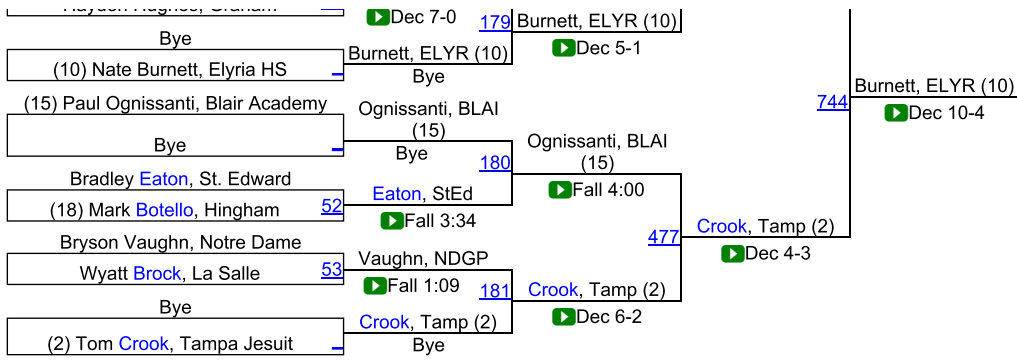 Hayden Hughes, Graham
Dec 7-0
179
Burnett, ELYR (10)
Dec 5-1
Bye
(10) Nate Burnett, Elyria HS
Burnett, ELYR (10)
Bye
Burnett, ELYR (10)
744
Dec 10-4
(15) Paul Ognissanti, Blair Academy
Bye
Ognissanti, BLAI
(15)
Bye
180
Ognissanti, BLAI
(15)
Fall 4:00
Bradley Eaton, St. Edward
(18) Mark Botello, Hingham
52
Eaton, StEd
Fall 3:34
477
Crook, Tamp (2)
Dec 4-3
Bryson Vaughn, Notre Dame
Wyatt Brock, La Salle
53
Vaughn, NDGP
Fall 1:09
181
Crook, Tamp (2)
Dec 6-2
Bye
(2) Tom Crook, Tampa Jesuit
Crook, Tamp (2)
Bye